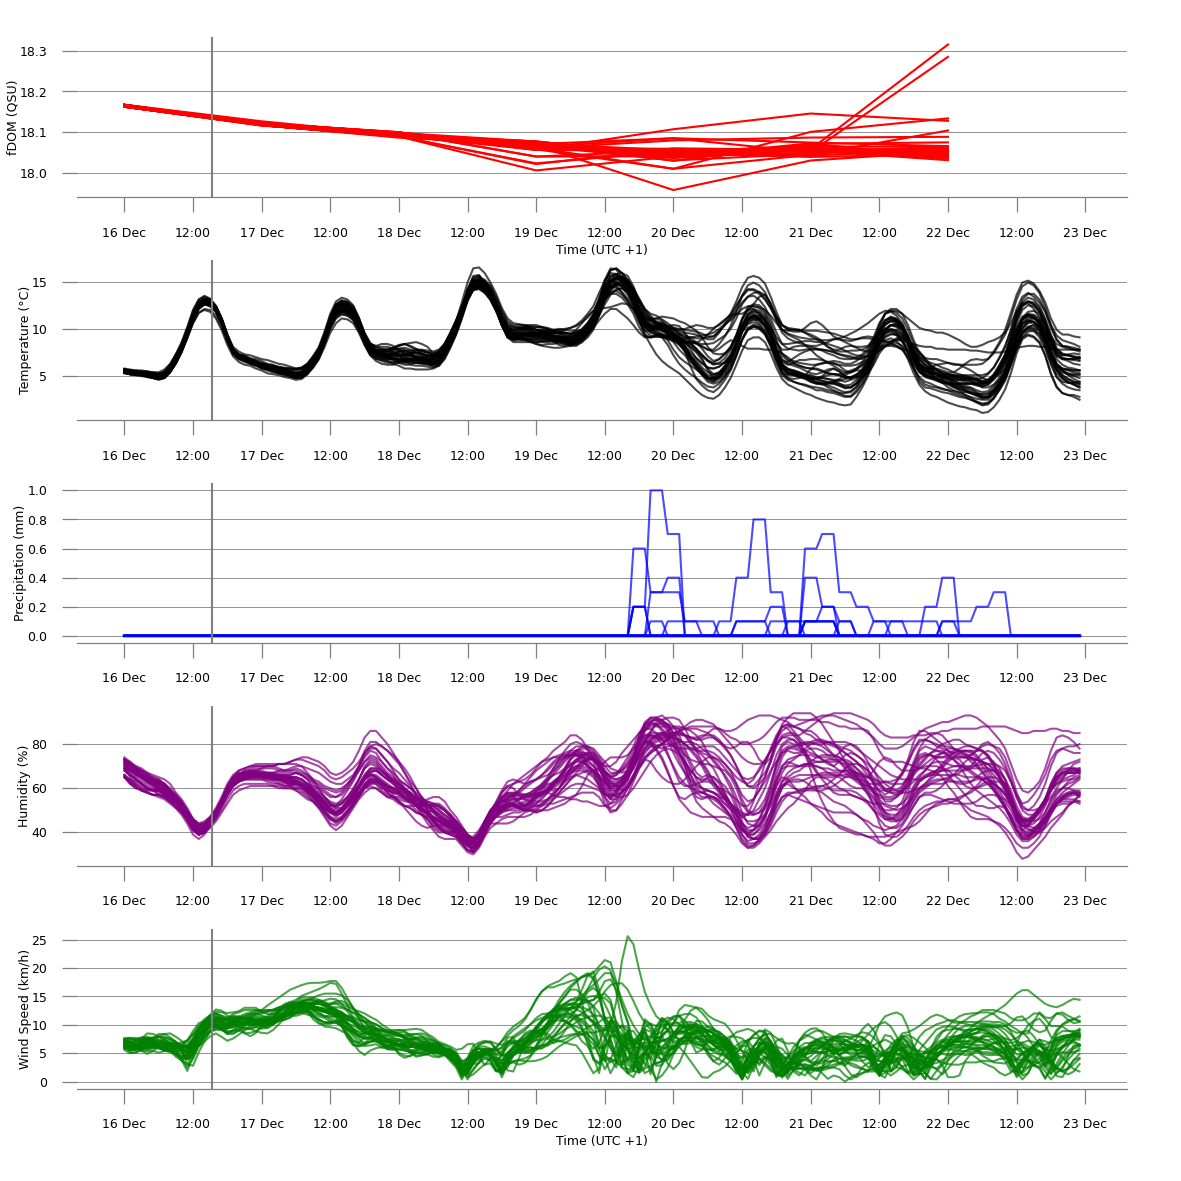 18.3
18.2
18.1
18.0
fDOM (QSU)
16 Dec 12:00 17 Dec 12:00 18 Dec 12:00 19 Dec 12:00 20 Dec 12:00 21 Dec 12:00 22 Dec 12:00 23 Dec
Time (UTC +1)
15
10
5
Temperature (°C)
16 Dec 12:00 17 Dec 12:00 18 Dec 12:00 19 Dec 12:00 20 Dec 12:00 21 Dec 12:00 22 Dec 12:00 23 Dec
1.0
0.8
0.6
0.4
0.2
0.0
Precipitation (mm)
16 Dec 12:00 17 Dec 12:00 18 Dec 12:00 19 Dec 12:00 20 Dec 12:00 21 Dec 12:00 22 Dec 12:00 23 Dec
80
60
40
Humidity (%)
16 Dec 12:00 17 Dec 12:00 18 Dec 12:00 19 Dec 12:00 20 Dec 12:00 21 Dec 12:00 22 Dec 12:00 23 Dec
25
20
15
10
5
0
Wind Speed (km/h)
16 Dec 12:00 17 Dec 12:00 18 Dec 12:00 19 Dec 12:00 20 Dec 12:00 21 Dec 12:00 22 Dec 12:00 23 Dec
Time (UTC +1)